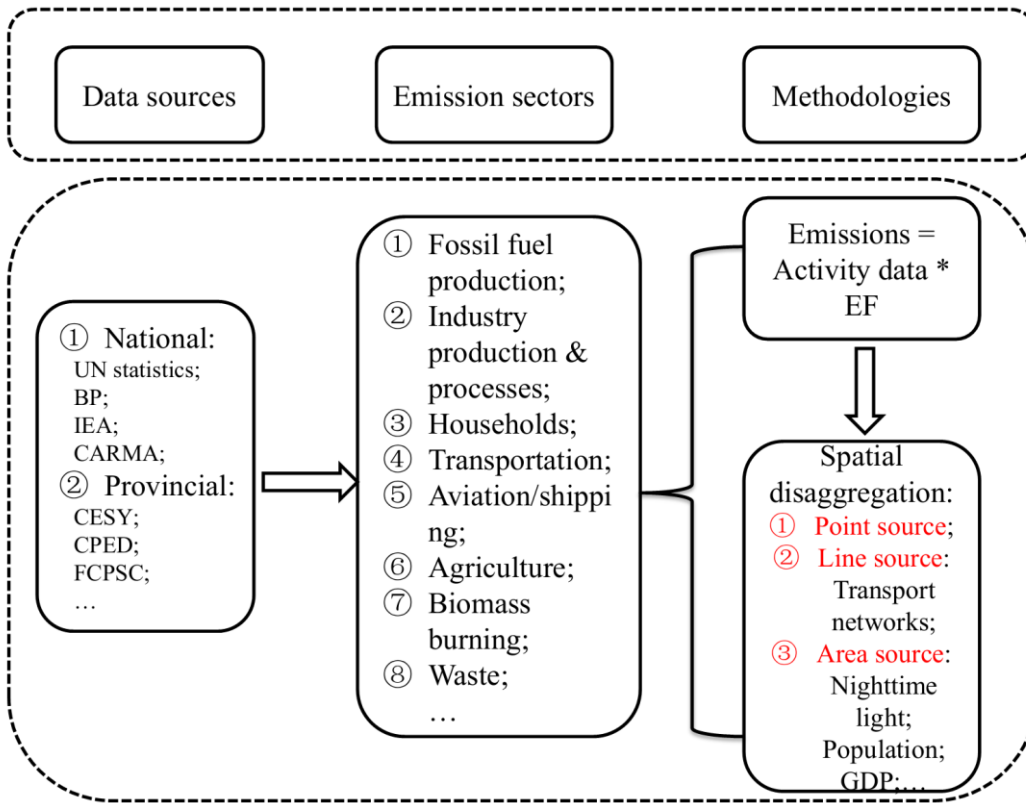 Data sources
Emission sectors
Methodologies
① National:
UN statistics;
BP;
IEA;
CARMA;
② Provincial:
CESY;
CPED;
FCPSC;
…
① Fossil fuel
production;
② Industry
production &
processes;
③ Households;
④ Transportation;
⑤ Aviation/shippi
ng;
⑥ Agriculture;
⑦ Biomass
burning;
⑧ Waste;
…
Emissions =
Activity data *
EF
Spatial
disaggregation:
① Point source;
② Line source:
Transport
networks;
③ Area source:
Nighttime
light;
Population;
GDP;…